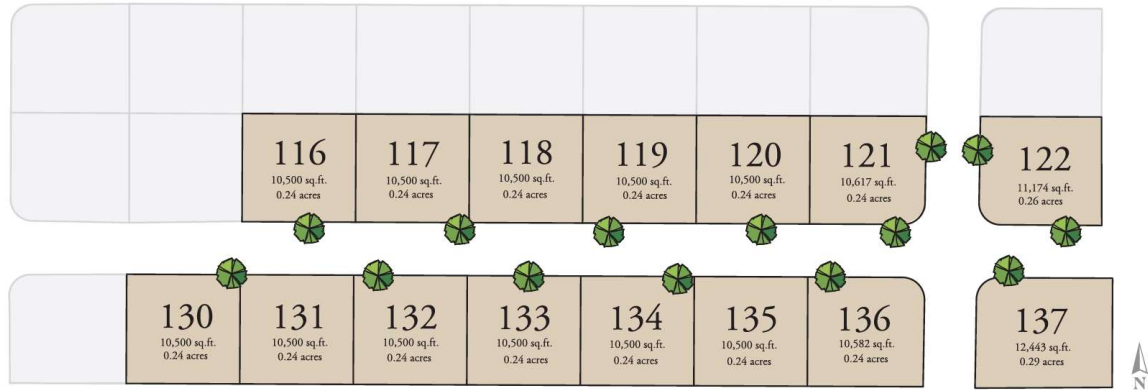 116
10,500 sq.ft.
0.24 acres
117
10,500 sq.ft.
0.24 acres
118
10,500 sq.ft.
0.24 acres
119
10,500 sq.ft.
0.24 acres
120
10,500 sq.ft.
0.24 acres
121
10,617 sq.ft.
0.24 acres
122
11,174 sq.ft.
0.26 acres
130
10,500 sq.ft.
0.24 acres
131
10,500 sq.ft.
0.24 acres
132
10,500 sq.ft.
0.24 acres
133
10,500 sq.ft.
0.24 acres
134
10,500 sq.ft.
0.24 acres
135
10,500 sq.ft.
0.24 acres
136
10,582 sq.ft.
0.24 acres
137
12,443 sq.ft.
0.29 acres
N